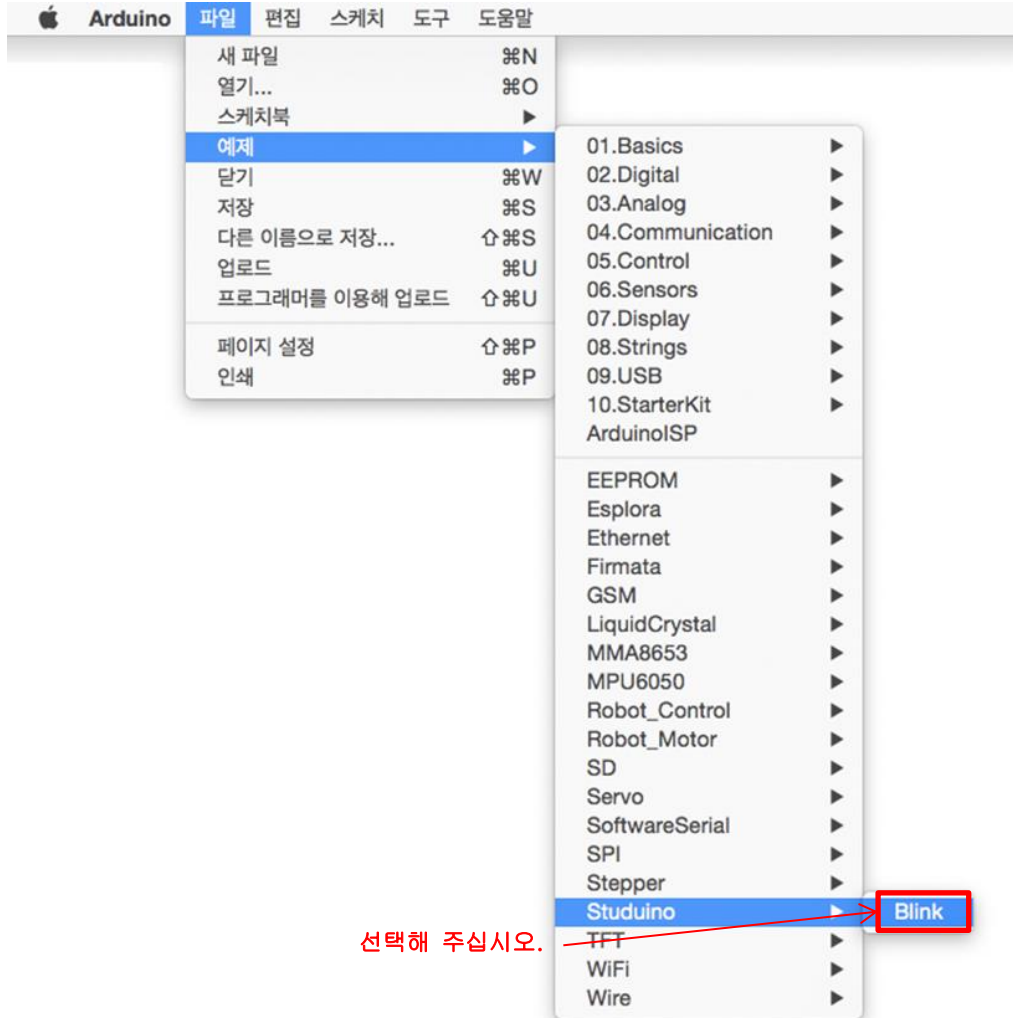 Arduino 파일 편집 스케치 도구 도움말
새 파일 ⌘N
열기... ⌘O
스케치북 ▶
예제 ▶
닫기 ⌘W
저장 ⌘S
다른 이름으로 저장... ⇧⌘S
업로드 ⌘U
프로그래머를 이용해 업로드 ⇧⌘U
페이지 설정 ⇧⌘P
인쇄 ⌘P
01.Basics ▶
02.Digital ▶
03.Analog ▶
04.Communication ▶
05.Control ▶
06.Sensors ▶
07.Display ▶
08.Strings ▶
09.USB ▶
10.StarterKit ▶
ArduinoISP
EEPROM ▶
Esplora ▶
Ethernet ▶
Firmata ▶
GSM ▶
LiquidCrystal ▶
MMA8653 ▶
MPU6050 ▶
Robot_Control ▶
Robot_Motor ▶
SD ▶
Servo ▶
SoftwareSerial ▶
SPI ▶
Stepper ▶
Studuino ▶
Blink
선택해 주십시오.
TFT ▶
WiFi ▶
Wire ▶